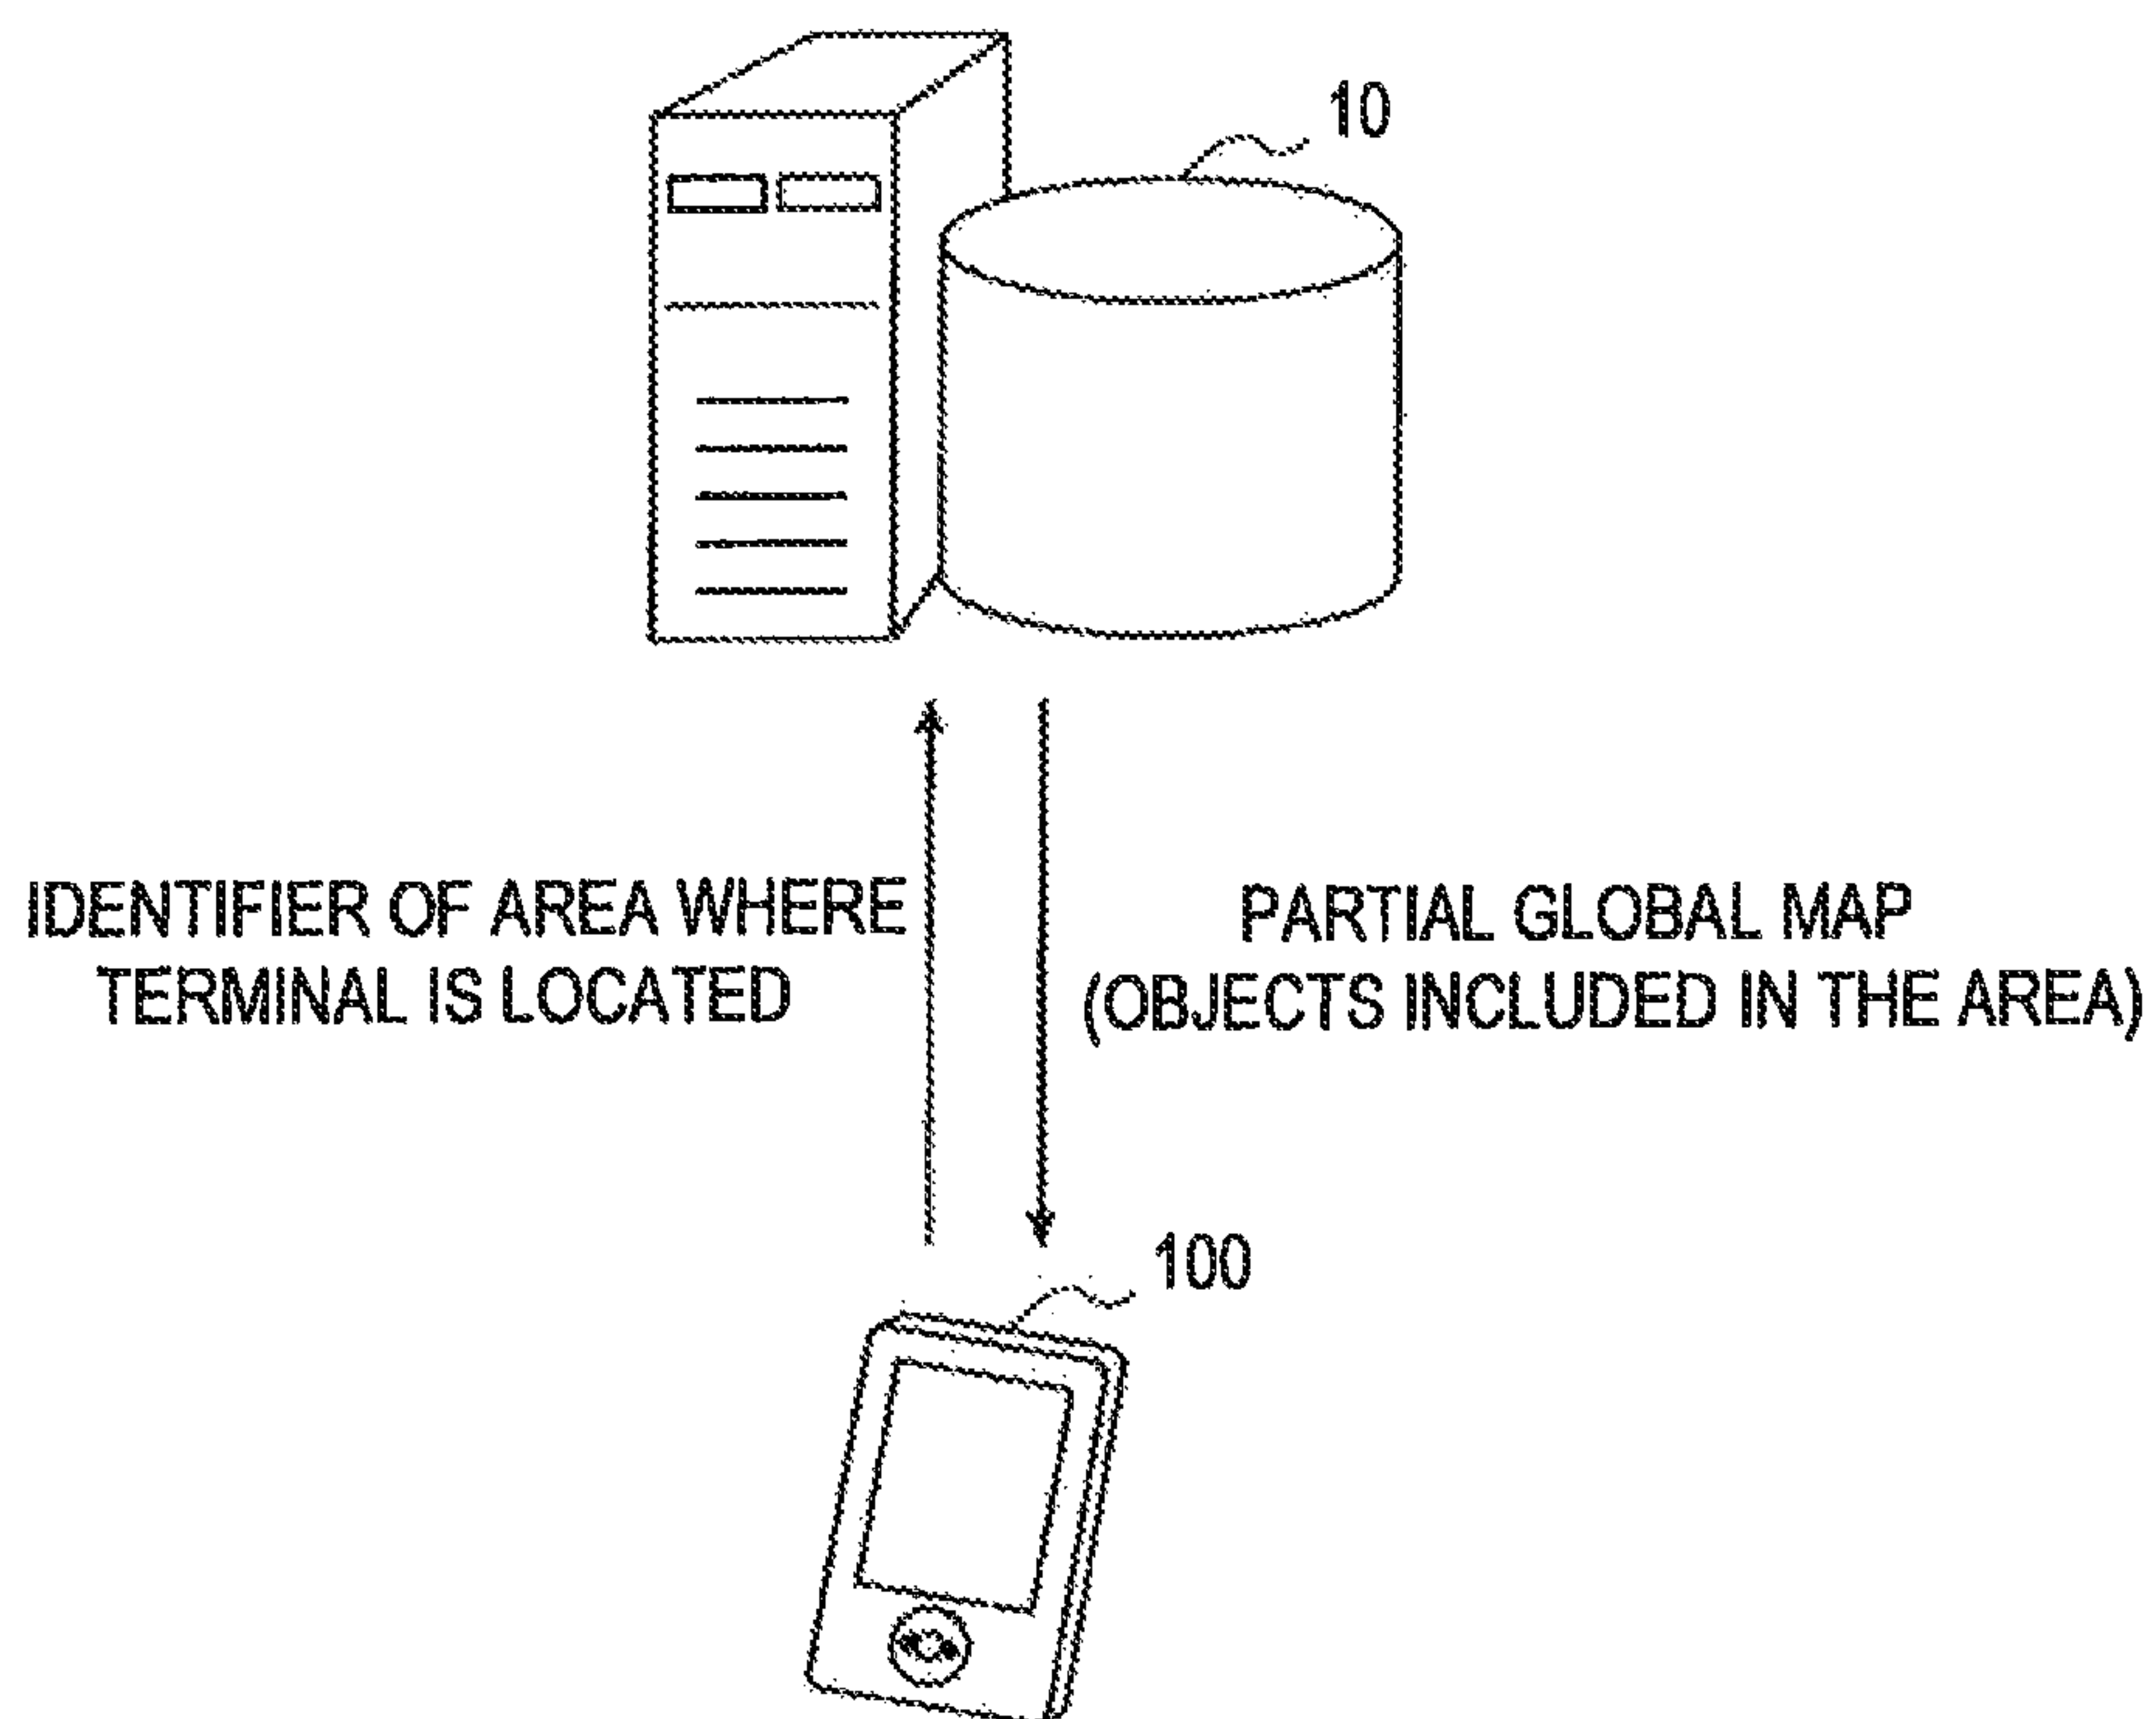 10
IDENTIFIER OF AREA WHERE
TERMINAL IS LOCATED
PARTIAL GLOBAL MAP
(OBJECTS INCLUDED IN THE AREA)
100